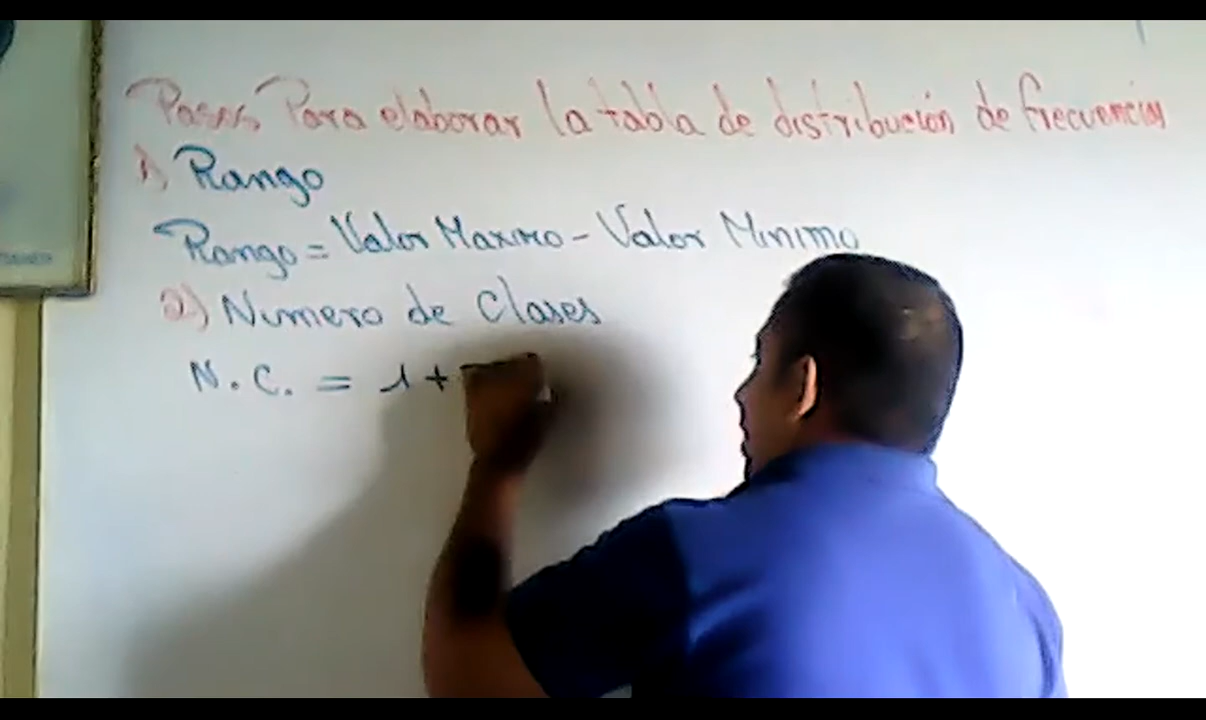 Pasos Para elaborar la tabla de distribución de frecuencias
1) Rango
Rango = Valor Maximo - Valor Minimo
2) Numero de Clases
N.C. = 1 +